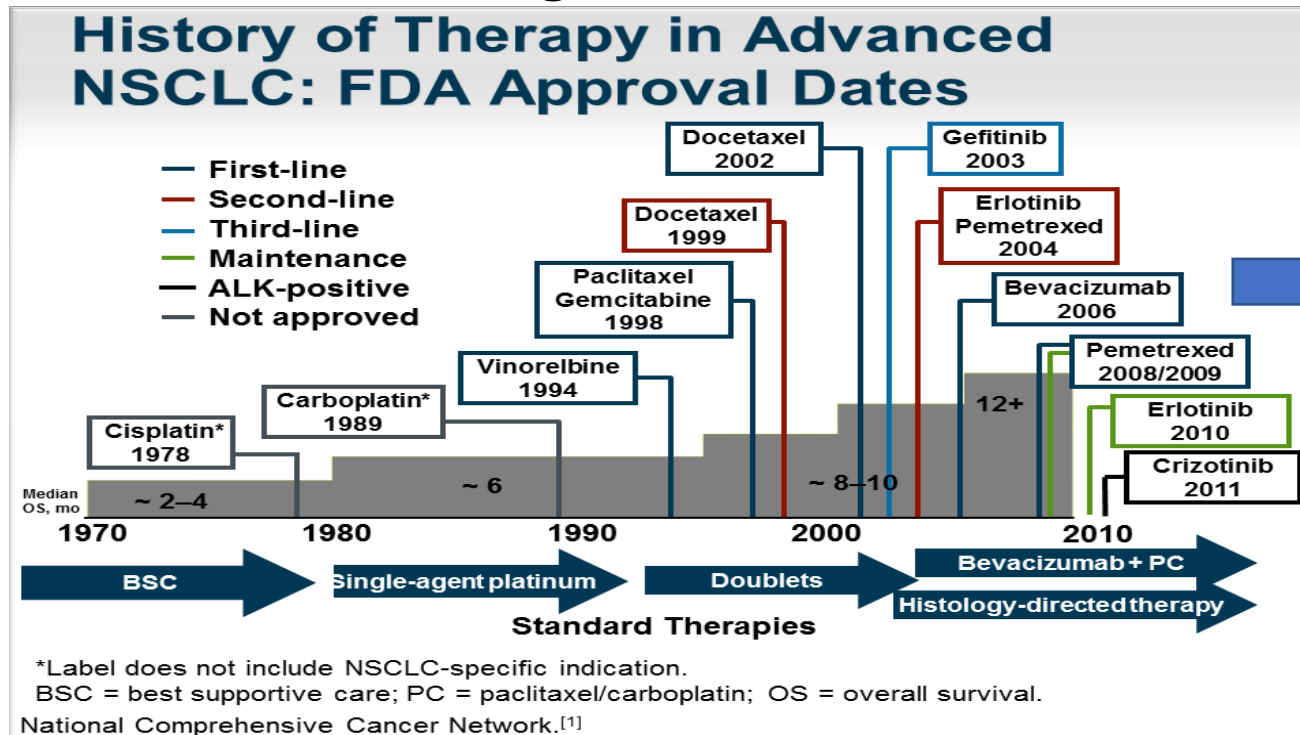 History of Therapy in Advanced
NSCLC: FDA Approval Dates
First-line
Second-line
Third-line
Maintenance
ALK-positive
Not approved
Docetaxel
2002
Gefitinib
2003
Docetaxel
1999
Erlotinib
Pemetrexed
2004
Paclitaxel
Gemcitabine
1998
Bevacizumab
2006
Vinorelbine
1994
Pemetrexed
2008/2009
Carboplatin*
1989
Cisplatin*
1978
Erlotinib
2010
Crizotinib
2011
Median
OS, mo
~ 2–4
~ 6
~ 8–10
12+
1970
1980
1990
2000
2010
BSC
Single-agent platinum
Doublets
Bevacizumab + PC
Histology-directed therapy
Standard Therapies
*Label does not include NSCLC-specific indication.
BSC = best supportive care; PC = paclitaxel/carboplatin; OS = overall survival.
National Comprehensive Cancer Network.[1]